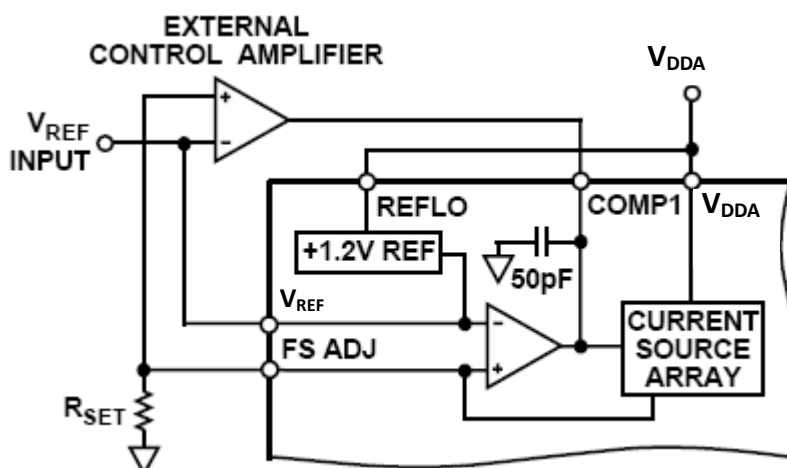 EXTERNAL
CONTROL AMPLIFIER
VDDA
+
VREF
INPUT
−
REFLO
COMP1
VDDA
+1.2V REF
50pF
VREF
−
CURRENT
SOURCE
ARRAY
FS ADJ
+
RSET